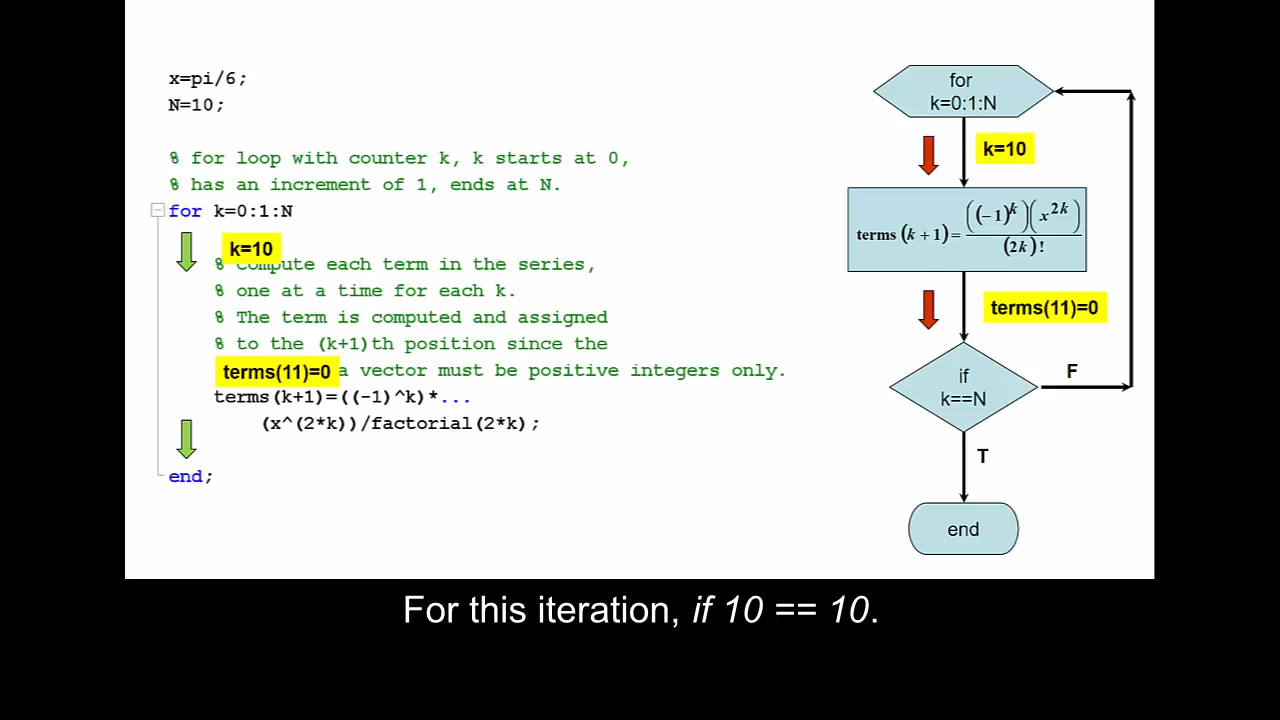 x=pi/6;
N=10;
% for loop with counter k, k starts at 0,
% has an increment of 1, ends at N.
for k=0:1:N
k=10
% Compute each term in the series,
% one at a time for each k.
% The term is computed and assigned
% to the (k+1)th position since the
terms(11)=0 a vector must be positive integers only.
terms(k+1)=((-1)^k)*...
(x^(2*k))/factorial(2*k);
end;
for
k=0:1:N
k=10
terms (k+1)= ((-1)^k)(x^2k) / (2k)!
terms(11)=0
if
k==N
F
T
end
For this iteration, if 10 == 10.